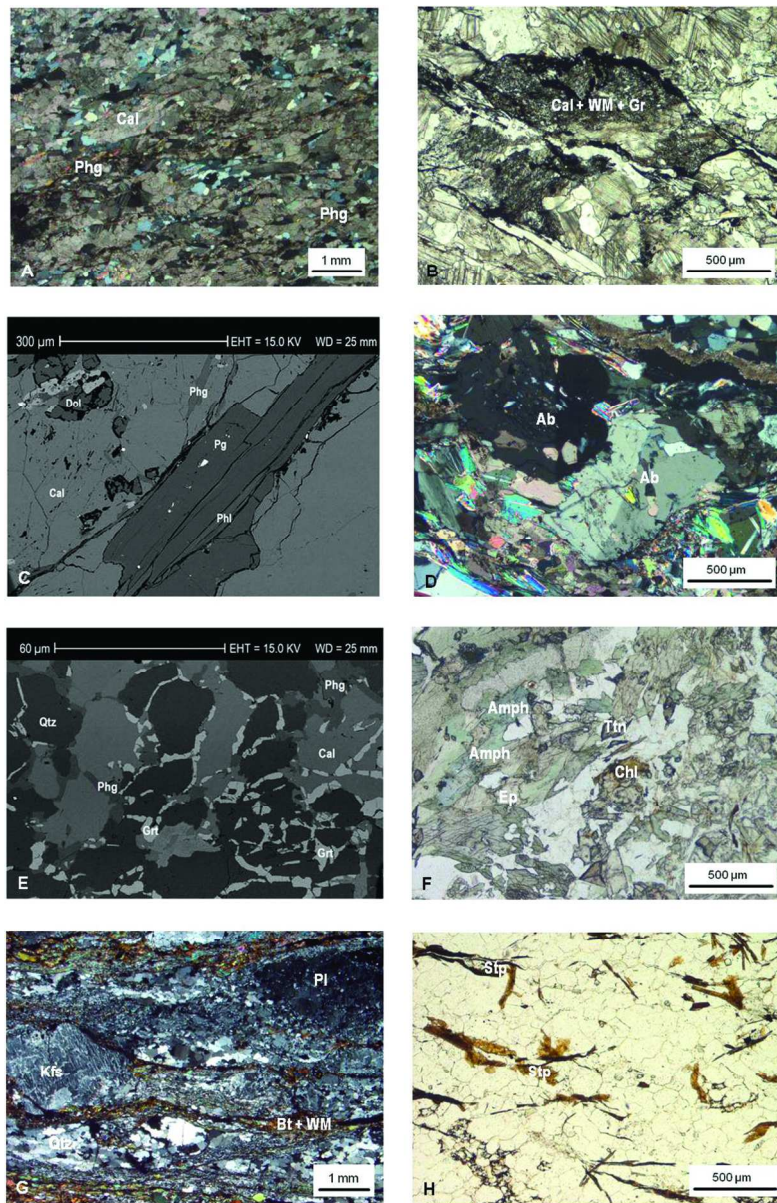 Cal
Phg
Phg
A
1 mm
Cal + WM + Gr
B
500 µm
300 µm
EHT = 15.0 KV WD = 25 mm
Dol
Phg
Pg
Cal
Phl
C
Ab
Ab
D
500 µm
60 µm
EHT = 15.0 KV WD = 25 mm
Phg
Qtz
Cal
Phg
Grt
Grt
E
Amph
Ttn
Amph
Chl
Ep
F
500 µm
Pl
Kfs
Bt + WM
Qtz
G
1 mm
Stp
Stp
H
500 µm